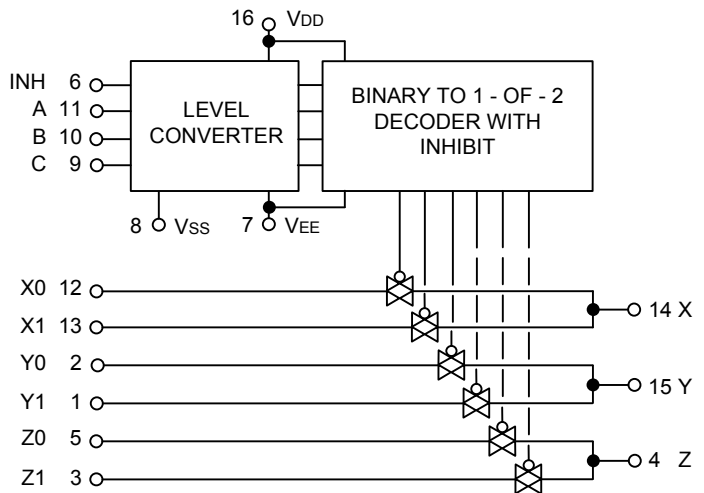 16 VDD
INH 6
A 11
B 10
C 9
LEVEL
CONVERTER
BINARY TO 1 - OF - 2
DECODER WITH
INHIBIT
8 VSS
7 VEE
X0 12
X1 13
14 X
Y0 2
Y1 1
15 Y
Z0 5
Z1 3
4 Z